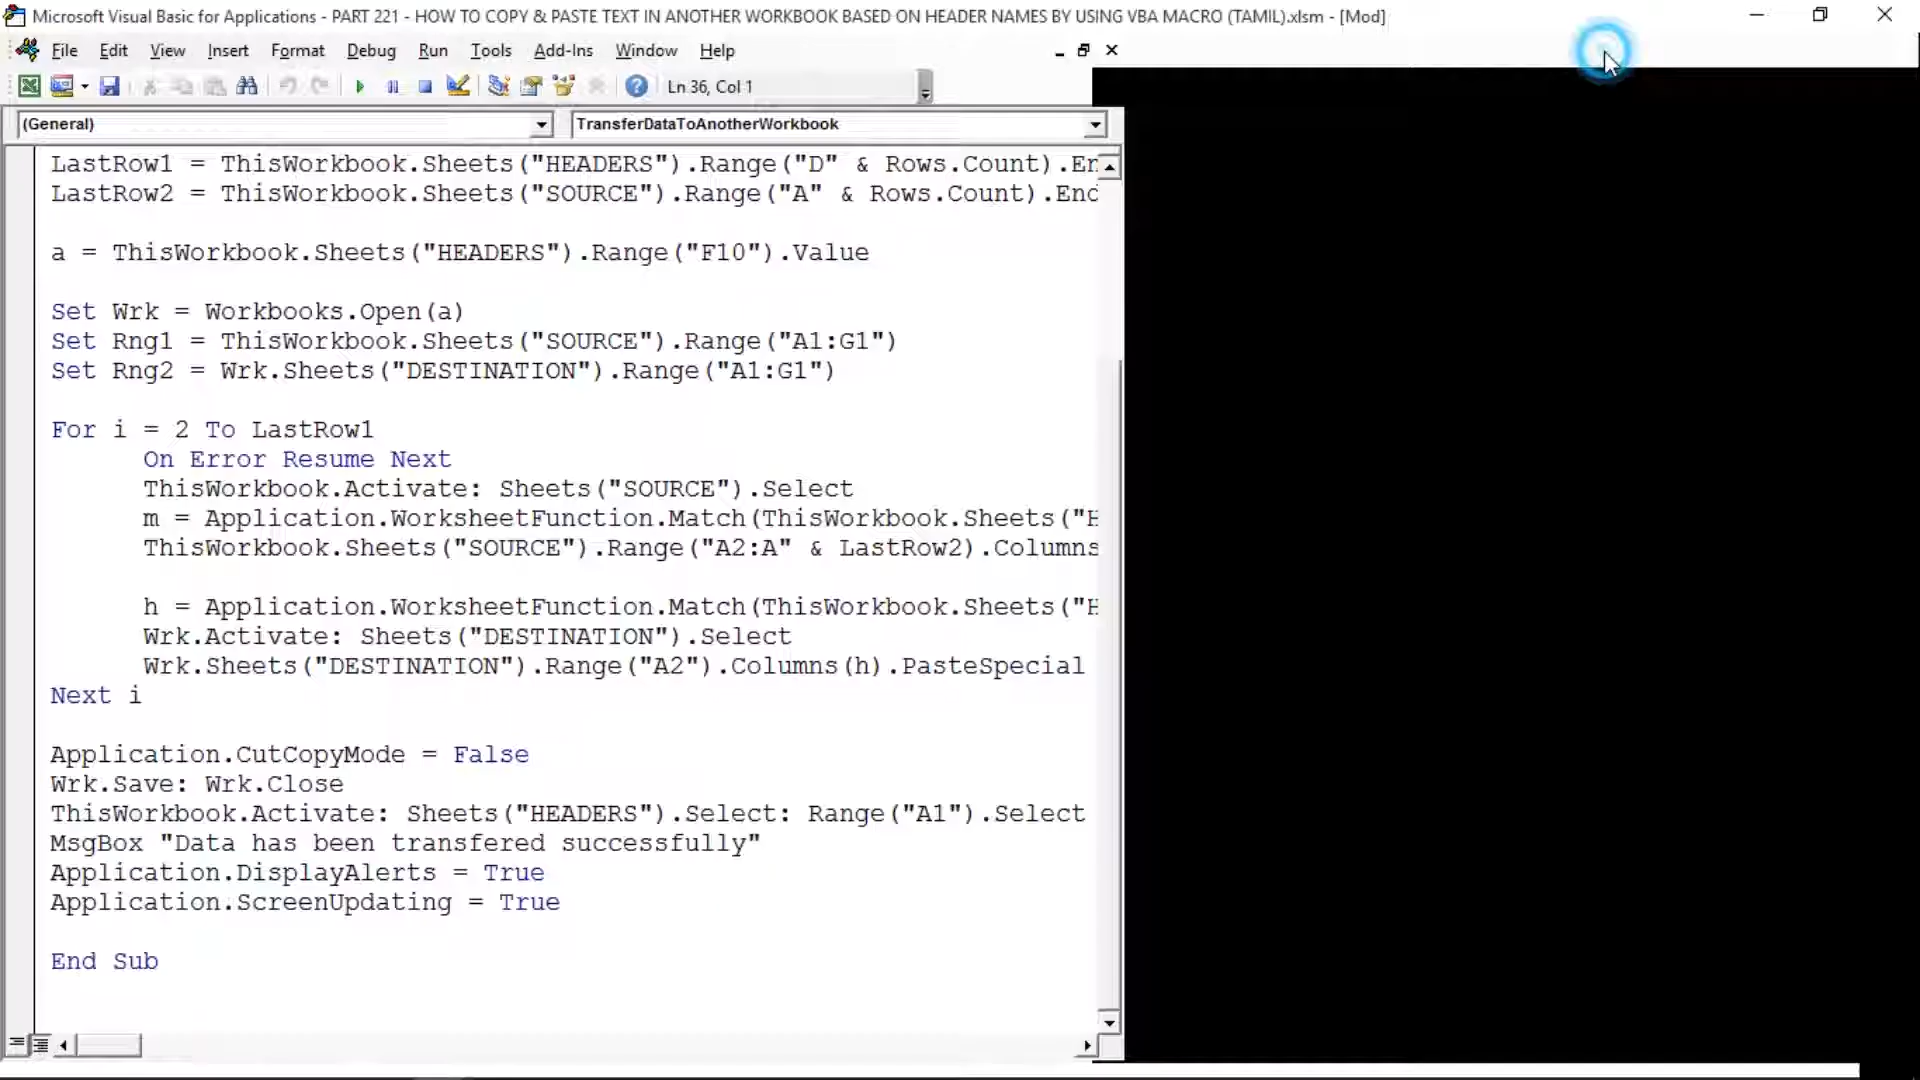 Microsoft Visual Basic for Applications - PART 221 - HOW TO COPY & PASTE TEXT IN ANOTHER WORKBOOK BASED ON HEADER NAMES BY USING VBA MACRO (TAMIL).xlsm - [Mod]
File Edit View Insert Format Debug Run Tools Add-Ins Window Help
Ln 36, Col 1
(General) TransferDataToAnotherWorkbook
LastRow1 = ThisWorkbook.Sheets("HEADERS").Range("D" & Rows.Count).En
LastRow2 = ThisWorkbook.Sheets("SOURCE").Range("A" & Rows.Count).End
a = ThisWorkbook.Sheets("HEADERS").Range("F10").Value
Set Wrk = Workbooks.Open(a)
Set Rng1 = ThisWorkbook.Sheets("SOURCE").Range("A1:G1")
Set Rng2 = Wrk.Sheets("DESTINATION").Range("A1:G1")
For i = 2 To LastRow1
On Error Resume Next
ThisWorkbook.Activate: Sheets("SOURCE").Select
m = Application.WorksheetFunction.Match(ThisWorkbook.Sheets("H
ThisWorkbook.Sheets("SOURCE").Range("A2:A" & LastRow2).Columns
h = Application.WorksheetFunction.Match(ThisWorkbook.Sheets("H
Wrk.Activate: Sheets("DESTINATION").Select
Wrk.Sheets("DESTINATION").Range("A2").Columns(h).PasteSpecial
Next i
Application.CutCopyMode = False
Wrk.Save: Wrk.Close
ThisWorkbook.Activate: Sheets("HEADERS").Select: Range("A1").Select
MsgBox "Data has been transfered successfully"
Application.DisplayAlerts = True
Application.ScreenUpdating = True
End Sub